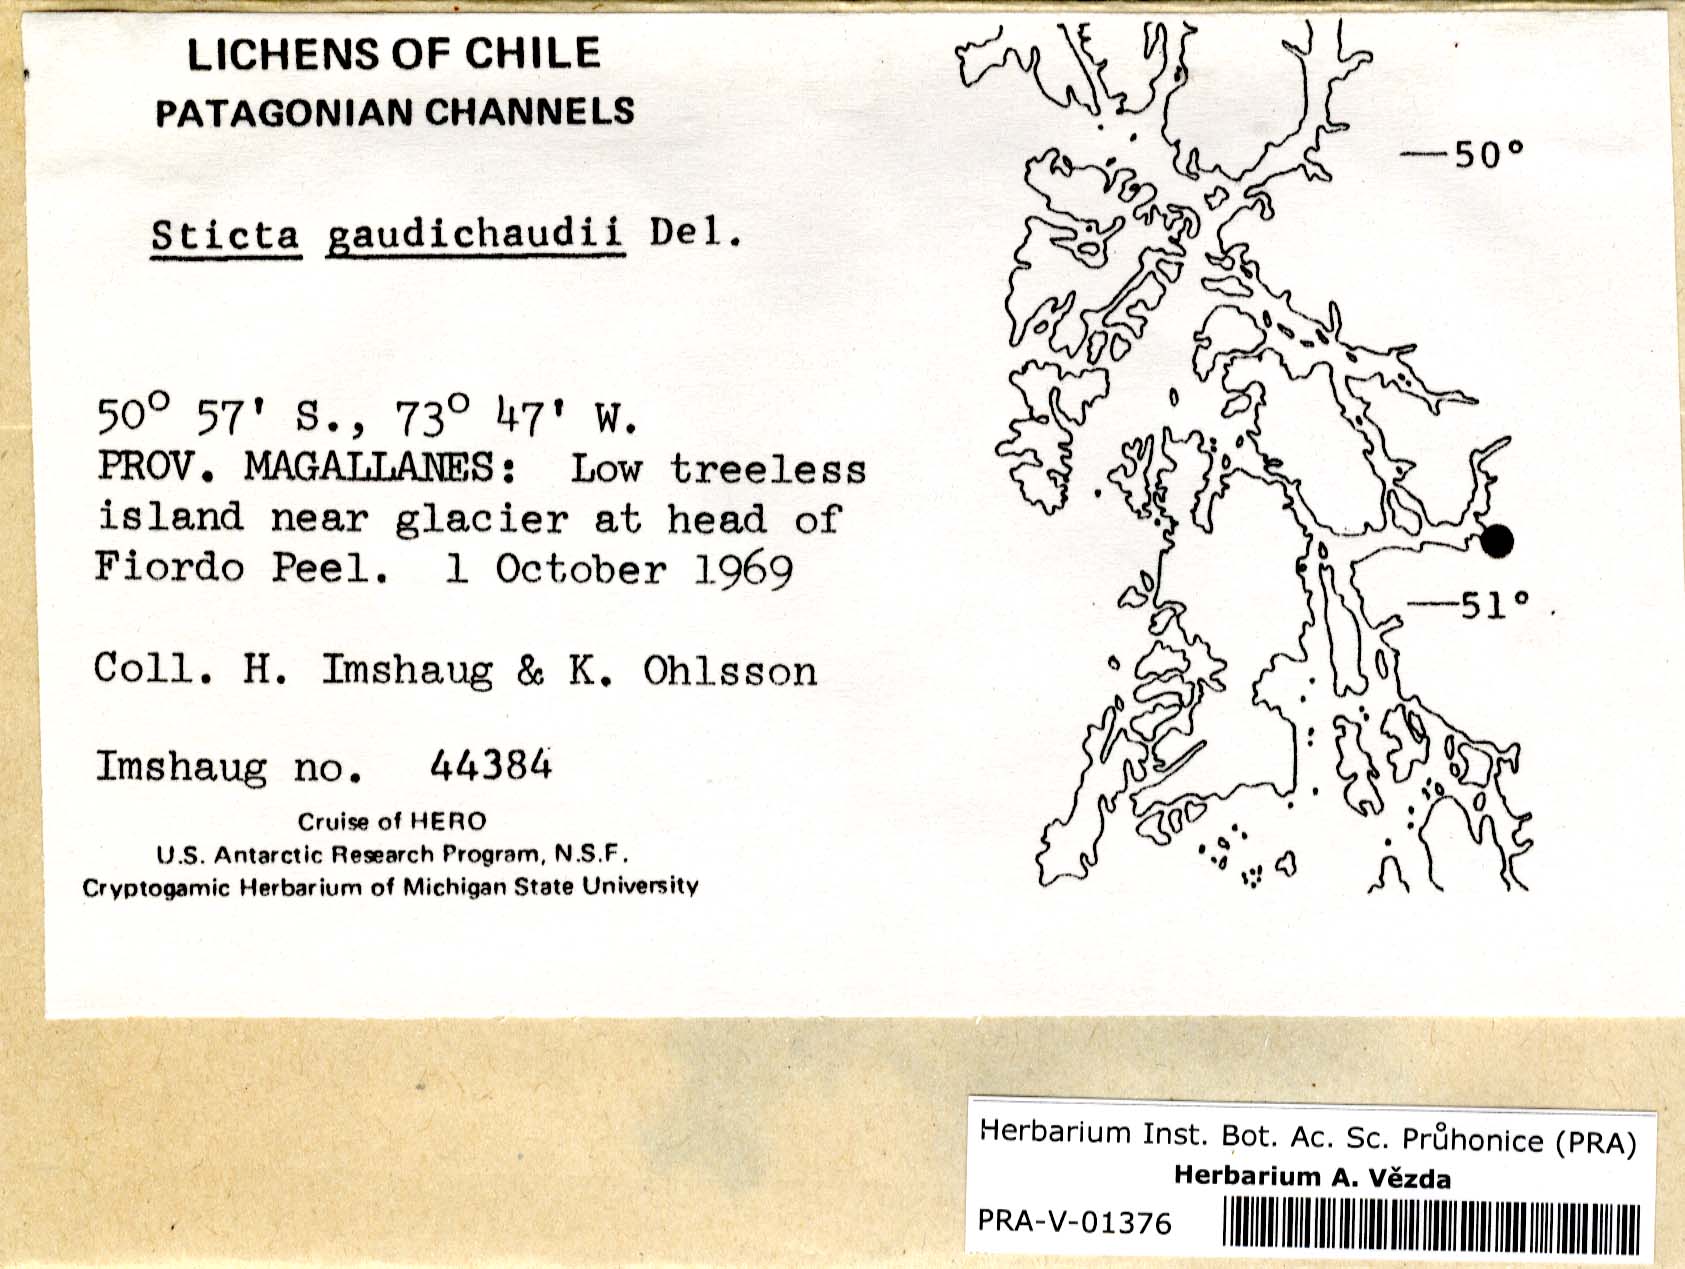 LICHENS OF CHILE
PATAGONIAN CHANNELS
Sticta gaudichaudii Del.
50° 57' S., 73° 47' W.
PROV. MAGALLANES: Low treeless
island near glacier at head of
Fiordo Peel. 1 October 1969
Coll. H. Imshaug & K. Ohlsson
Imshaug no. 44384
Cruise of HERO
U.S. Antarctic Research Program, N.S.F.
Cryptogamic Herbarium of Michigan State University
—50°
—51°
Herbarium Inst. Bot. Ac. Sc. Průhonice (PRA)
Herbarium A. Vězda
PRA-V-01376